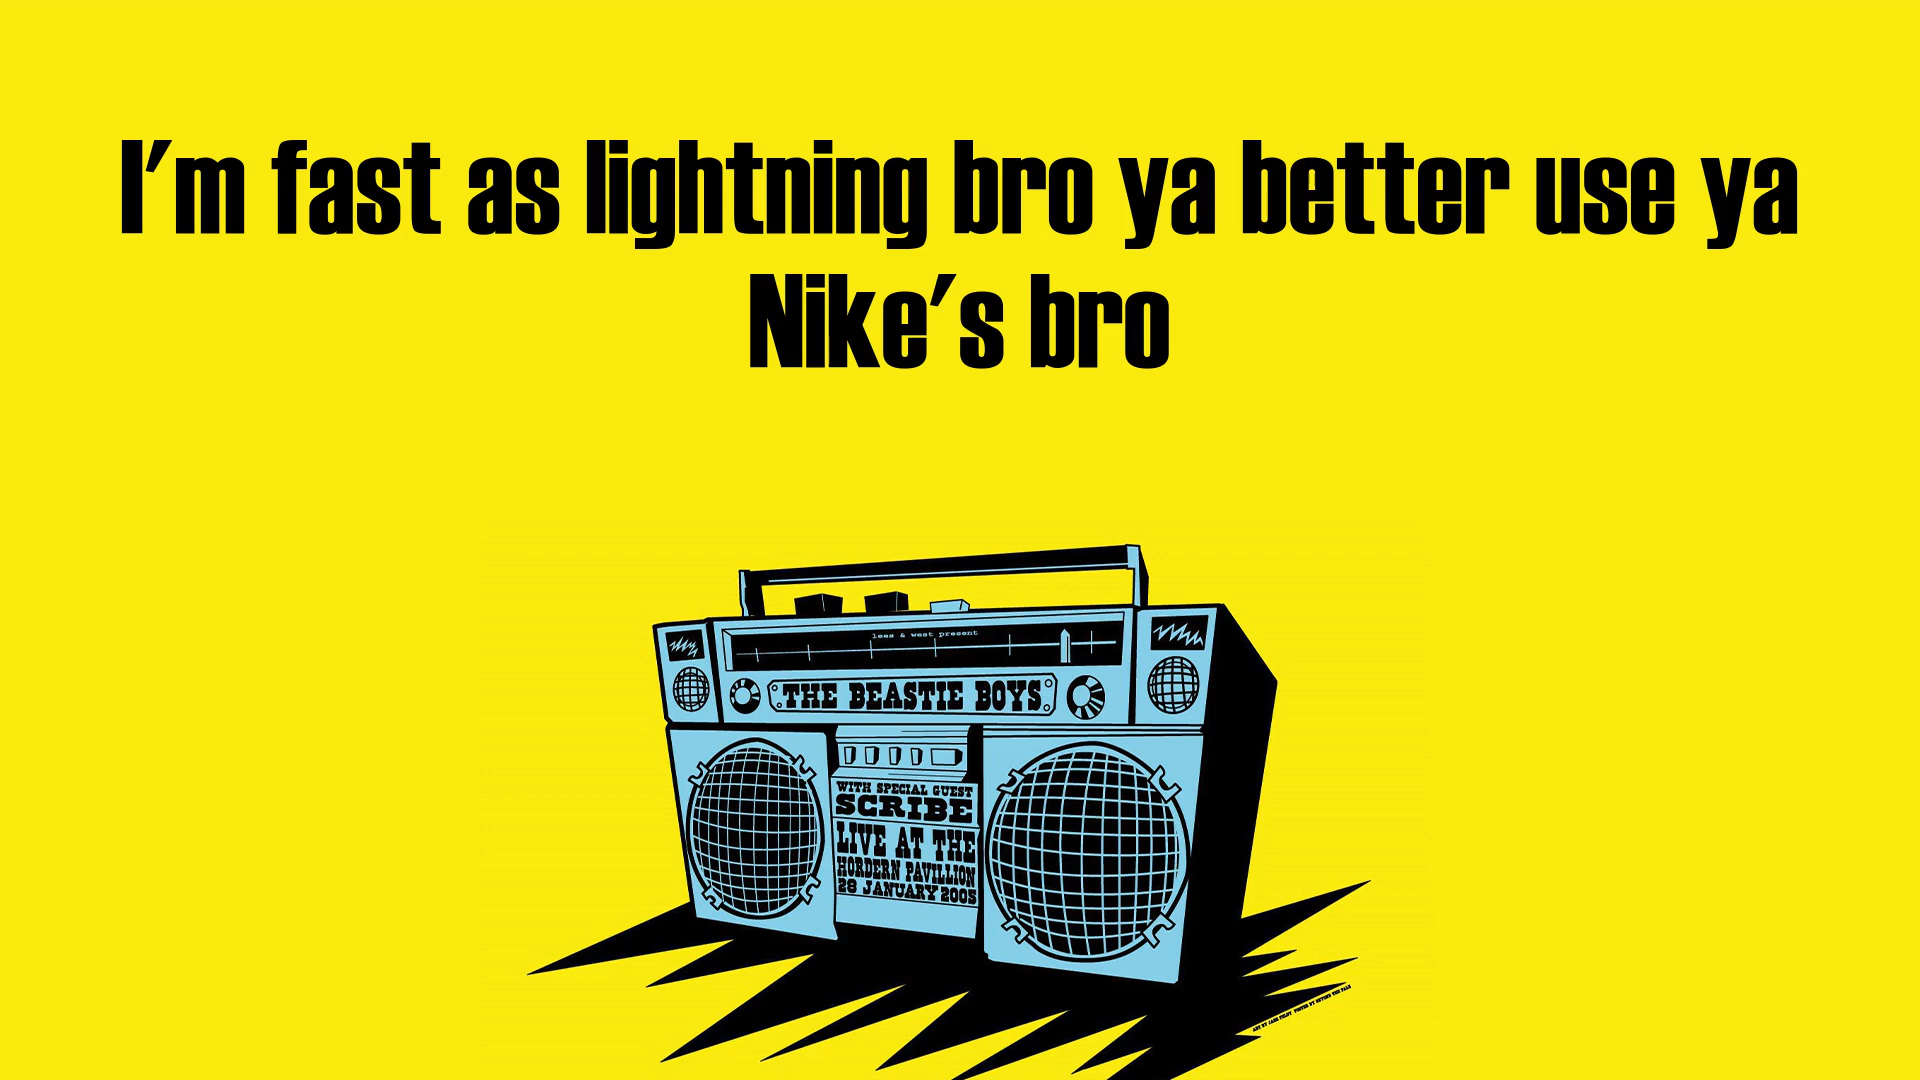 I'm fast as lightning bro ya better use ya
Nike's bro
lees & west present
THE BEASTIE BOYS
WITH SPECIAL GUEST
SCRIBE
LIVE AT THE
HORDERN PAVILLION
28 JANUARY 2005